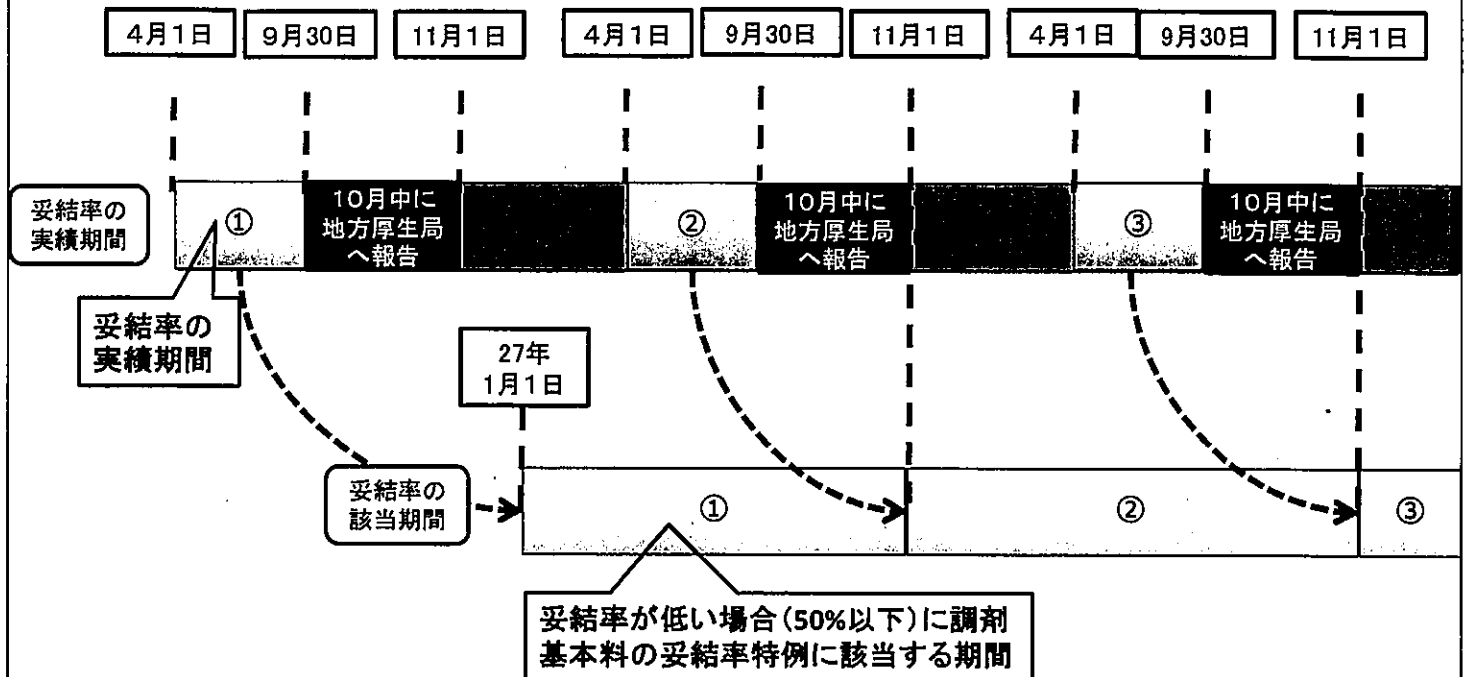 4月1日
9月30日
11月1日
4月1日
9月30日
11月1日
4月1日
9月30日
11月1日
妥結率の
実績期間
①
10月中に
地方厚生局
へ報告
②
10月中に
地方厚生局
へ報告
③
10月中に
地方厚生局
へ報告
妥結率の
実績期間
27年
1月1日
妥結率の
該当期間
①
②
③
妥結率が低い場合(50%以下)に調剤
基本料の妥結率特例に該当する期間